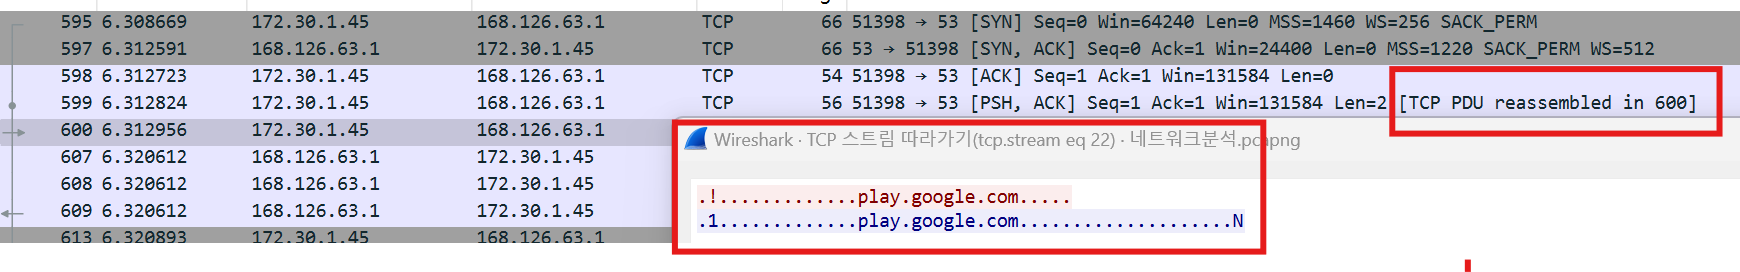 595 6.308669 172.30.1.45 168.126.63.1 TCP 66 51398 → 53 [SYN] Seq=0 Win=64240 Len=0 MSS=1460 WS=256 SACK_PERM
597 6.312591 168.126.63.1 172.30.1.45 TCP 66 53 → 51398 [SYN, ACK] Seq=0 Ack=1 Win=24400 Len=0 MSS=1220 SACK_PERM WS=512
598 6.312723 172.30.1.45 168.126.63.1 TCP 54 51398 → 53 [ACK] Seq=1 Ack=1 Win=131584 Len=0
599 6.312824 172.30.1.45 168.126.63.1 TCP 56 51398 → 53 [PSH, ACK] Seq=1 Ack=1 Win=131584 Len=2 [TCP PDU reassembled in 600]
600 6.312956 172.30.1.45 168.126.63.1
607 6.320612 168.126.63.1 172.30.1.45
608 6.320612 168.126.63.1 172.30.1.45
609 6.320612 168.126.63.1 172.30.1.45
613 6.320893 172.30.1.45 168.126.63.1
Wireshark · TCP 스트림 따라가기(tcp.stream eq 22) · 네트워크분석.pcapng
.!.............play.google.com.....
.1.............play.google.com....................N